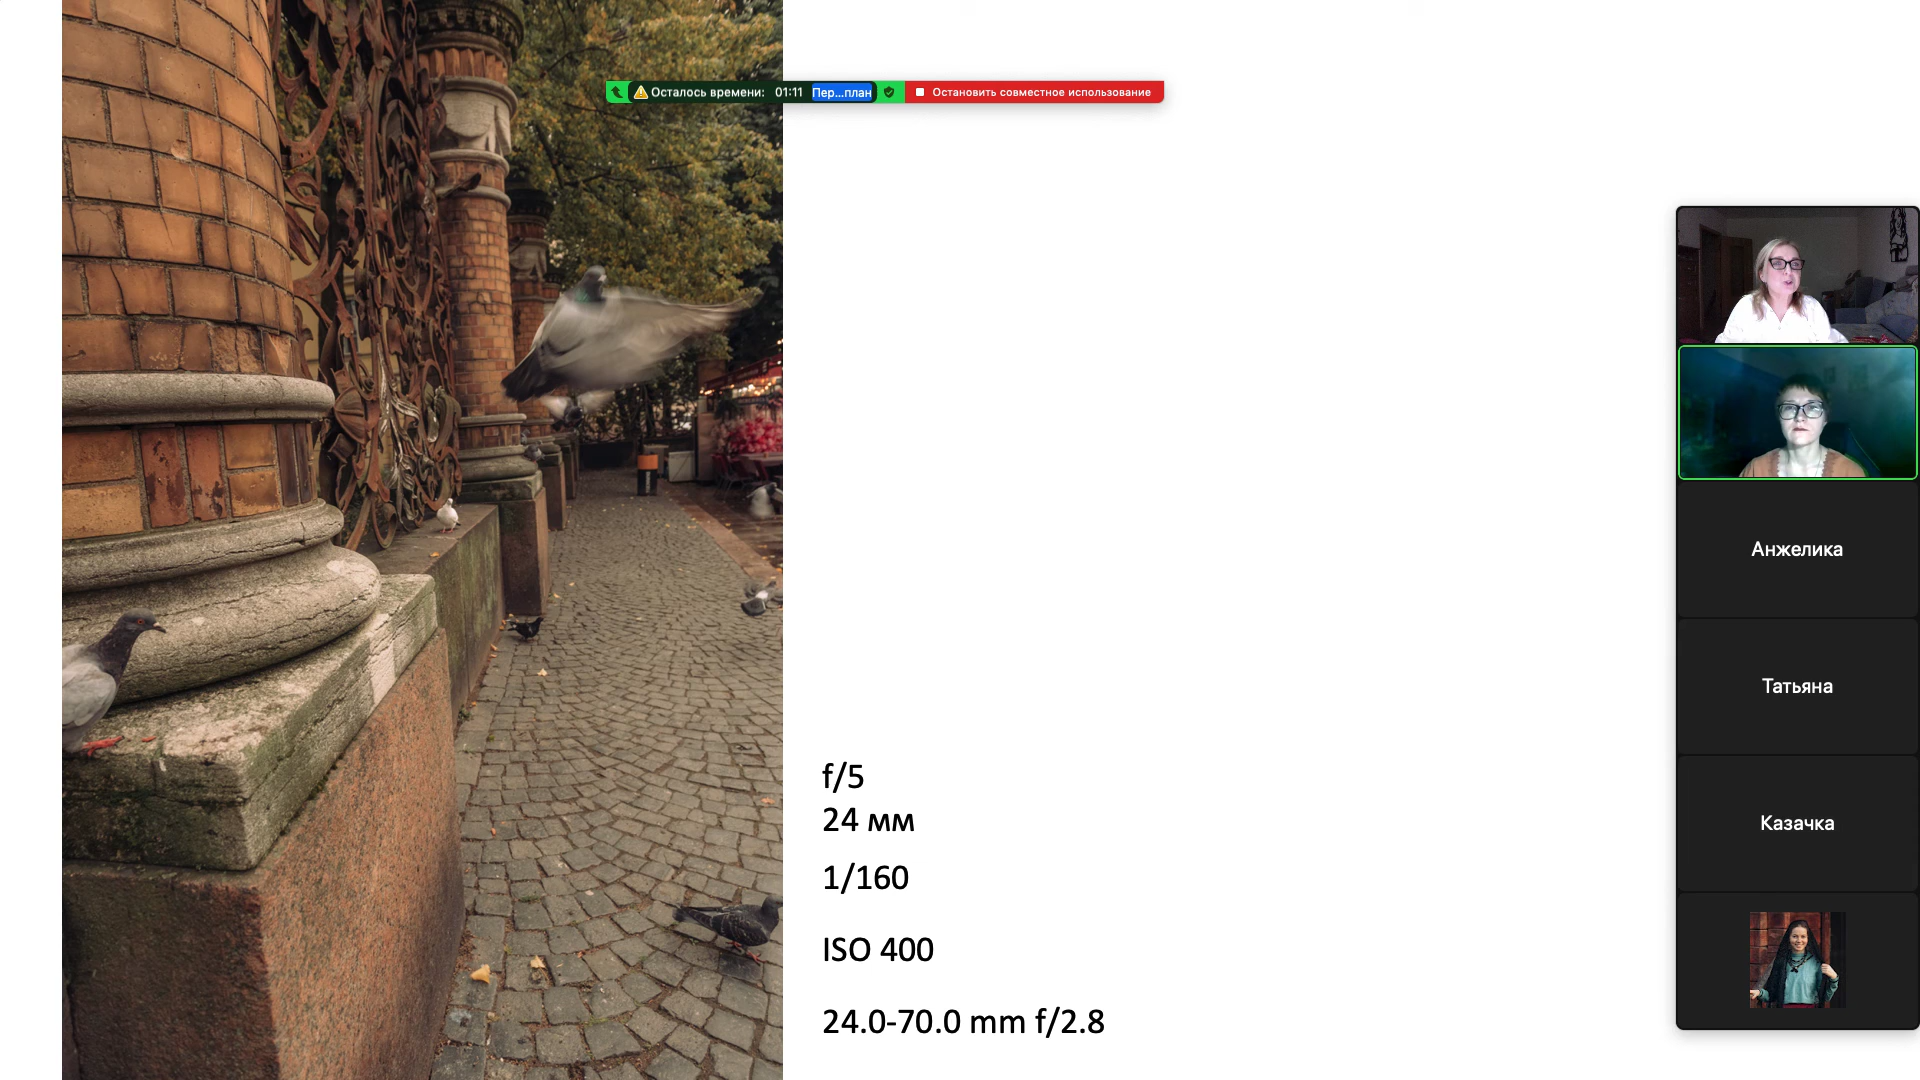 Осталось времени: 01:11 Пер...план Остановить совместное использование
Анжелика
Татьяна
Казачка
f/5
24 мм
1/160
ISO 400
24.0-70.0 mm f/2.8